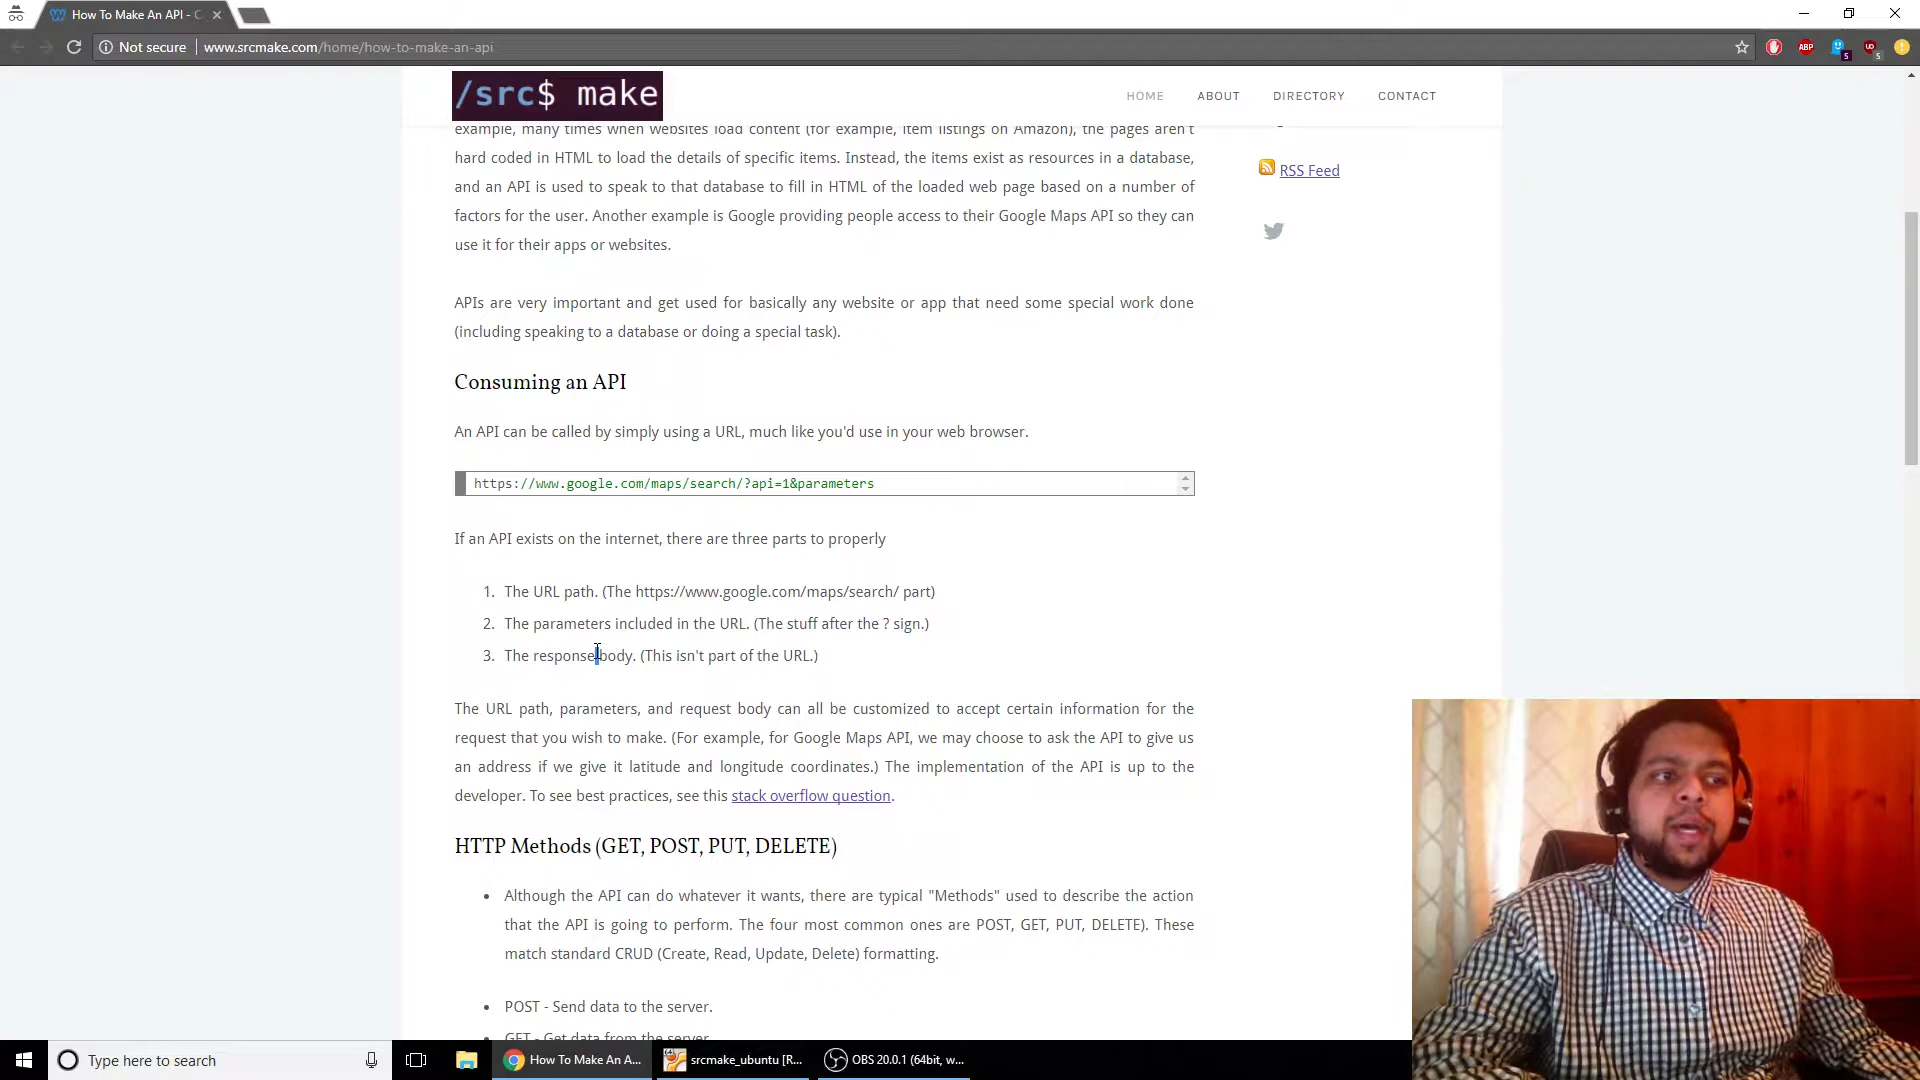 How To Make An API - C
Not secure www.srcmake.com/home/how-to-make-an-api
/src$ make
HOME ABOUT DIRECTORY CONTACT
example, many times when websites load content (for example, item listings on Amazon), the pages aren't
hard coded in HTML to load the details of specific items. Instead, the items exist as resources in a database,
and an API is used to speak to that database to fill in HTML of the loaded web page based on a number of
factors for the user. Another example is Google providing people access to their Google Maps API so they can
use it for their apps or websites.
RSS Feed
APIs are very important and get used for basically any website or app that need some special work done
(including speaking to a database or doing a special task).
Consuming an API
An API can be called by simply using a URL, much like you'd use in your web browser.
https://www.google.com/maps/search/?api=1&parameters
If an API exists on the internet, there are three parts to properly
1. The URL path. (The https://www.google.com/maps/search/ part)
2. The parameters included in the URL. (The stuff after the ? sign.)
3. The response body. (This isn't part of the URL.)
The URL path, parameters, and request body can all be customized to accept certain information for the
request that you wish to make. (For example, for Google Maps API, we may choose to ask the API to give us
an address if we give it latitude and longitude coordinates.) The implementation of the API is up to the
developer. To see best practices, see this stack overflow question.
HTTP Methods (GET, POST, PUT, DELETE)
• Although the API can do whatever it wants, there are typical "Methods" used to describe the action
that the API is going to perform. The four most common ones are POST, GET, PUT, DELETE). These
match standard CRUD (Create, Read, Update, Delete) formatting.
• POST - Send data to the server.
• GET - Get data from the server.
Type here to search
How To Make An A...
srcmake_ubuntu [R...
OBS 20.0.1 (64bit, w...